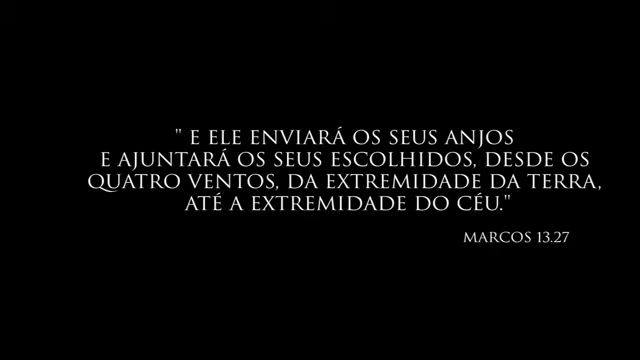 " E ELE ENVIARÁ OS SEUS ANJOS
E AJUNTARÁ OS SEUS ESCOLHIDOS, DESDE OS
QUATRO VENTOS, DA EXTREMIDADE DA TERRA,
ATÉ A EXTREMIDADE DO CÉU."
MARCOS 13.27